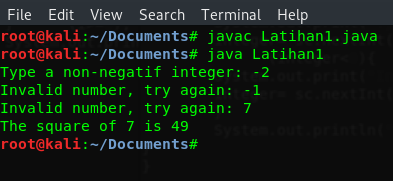 File Edit View Search Terminal Help
root@kali:~/Documents# javac Latihan1.java
root@kali:~/Documents# java Latihan1
Type a non-negatif integer: -2
Invalid number, try again: -1
Invalid number, try again: 7
The square of 7 is 49
root@kali:~/Documents#